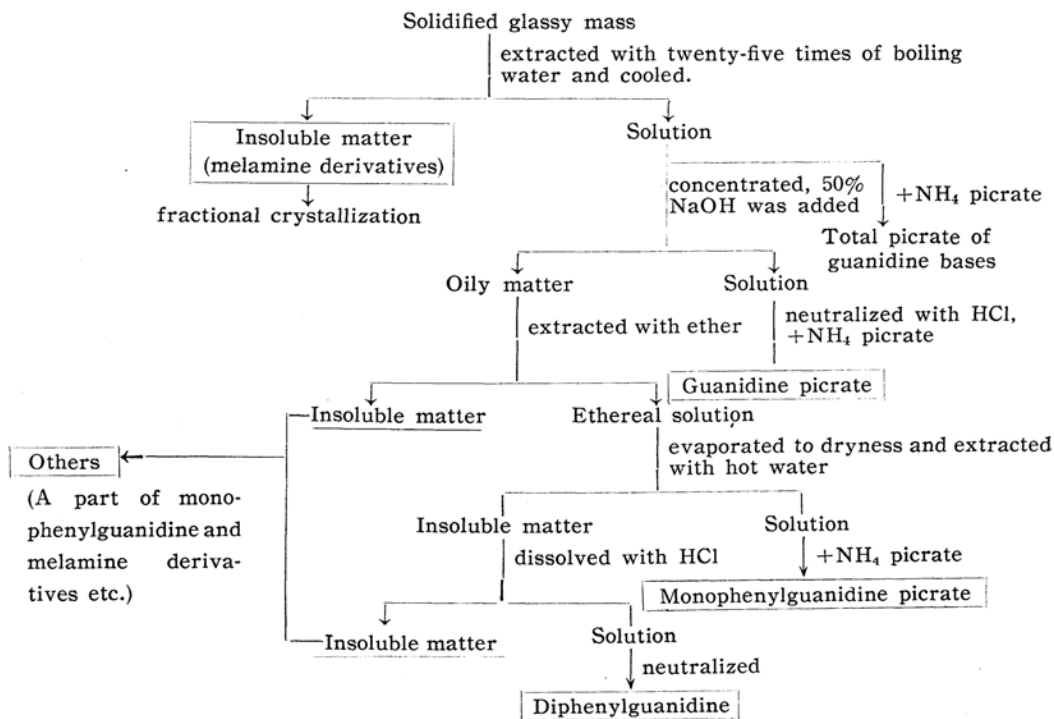 Solidified glassy mass
extracted with twenty-five times of boiling
water and cooled.
Insoluble matter
(melamine derivatives)
fractional crystallization
Solution
concentrated, 50%
NaOH was added
+NH₄ picrate
Total picrate of
guanidine bases
Oily matter
extracted with ether
Solution
neutralized with HCl,
+NH₄ picrate
Guanidine picrate
Insoluble matter
Ethereal solution
evaporated to dryness and extracted
with hot water
Others
(A part of mono-
phenylguanidine and
melamine deriva-
tives etc.)
Insoluble matter
dissolved with HCl
Solution
+NH₄ picrate
Monophenylguanidine picrate
Insoluble matter
Solution
neutralized
Diphenylguanidine